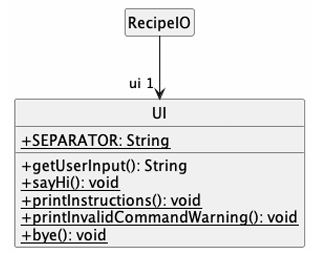 RecipeIO
ui 1
UI
+SEPARATOR: String
+getUserInput(): String
+sayHi(): void
+printInstructions(): void
+printInvalidCommandWarning(): void
+bye(): void